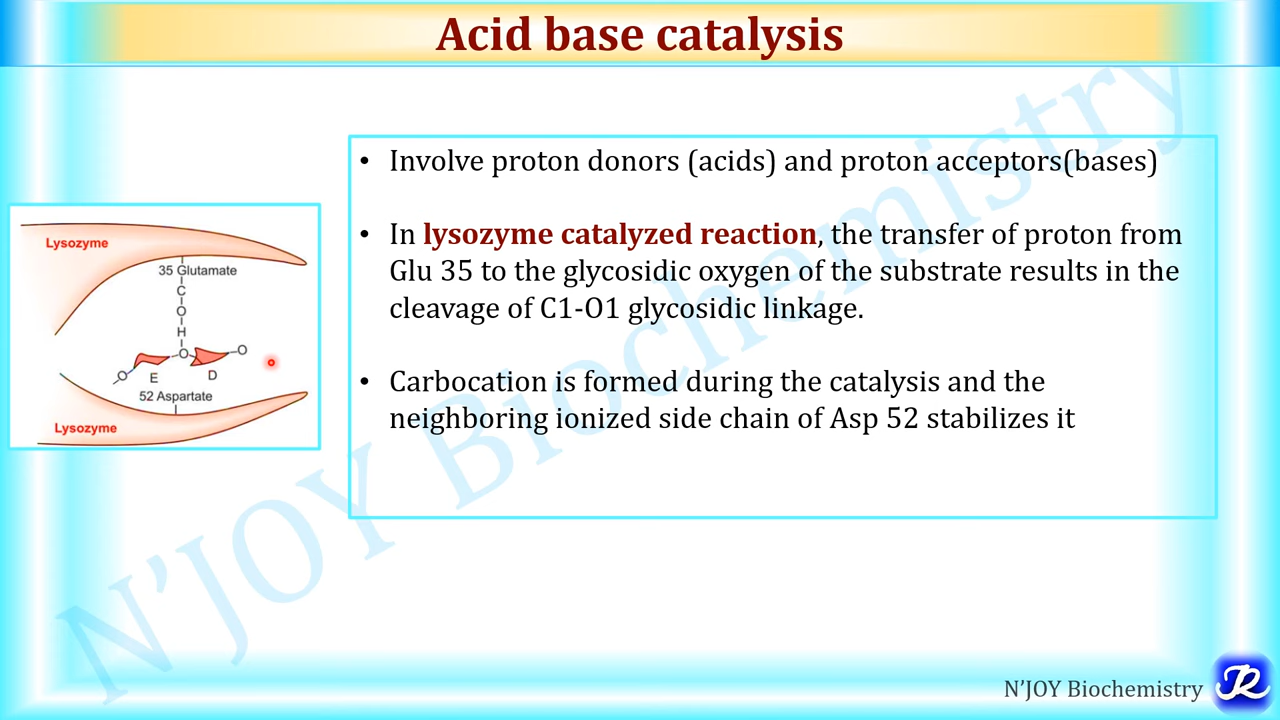 Acid base catalysis
• Involve proton donors (acids) and proton acceptors(bases)
• In lysozyme catalyzed reaction, the transfer of proton from
Glu 35 to the glycosidic oxygen of the substrate results in the
cleavage of C1-O1 glycosidic linkage.
• Carbocation is formed during the catalysis and the
neighboring ionized side chain of Asp 52 stabilizes it
Lysozyme
35 Glutamate
C
O
H
O
O
O
E
D
52 Aspartate
Lysozyme
N'JOY Biochemistry
N'JOY Biochemistry
JR